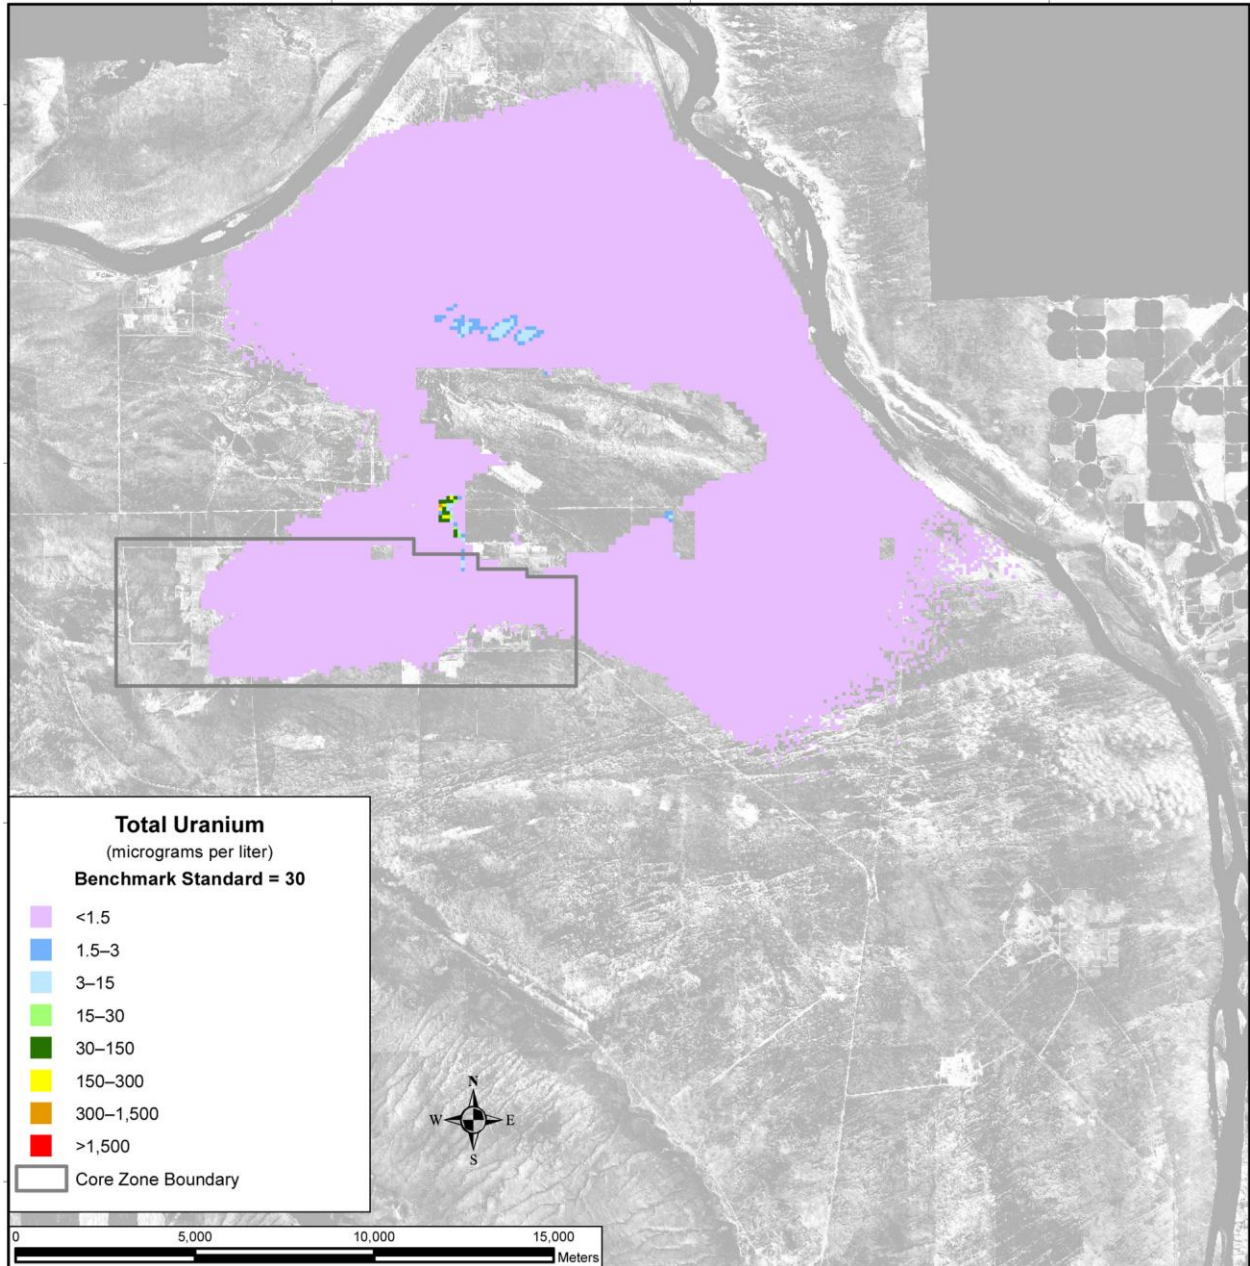 Total Uranium
(micrograms per liter)
Benchmark Standard = 30
<1.5
1.5–3
3–15
15–30
30–150
150–300
300–1,500
>1,500
Core Zone Boundary
N
W E
S
0 5,000 10,000 15,000
Meters